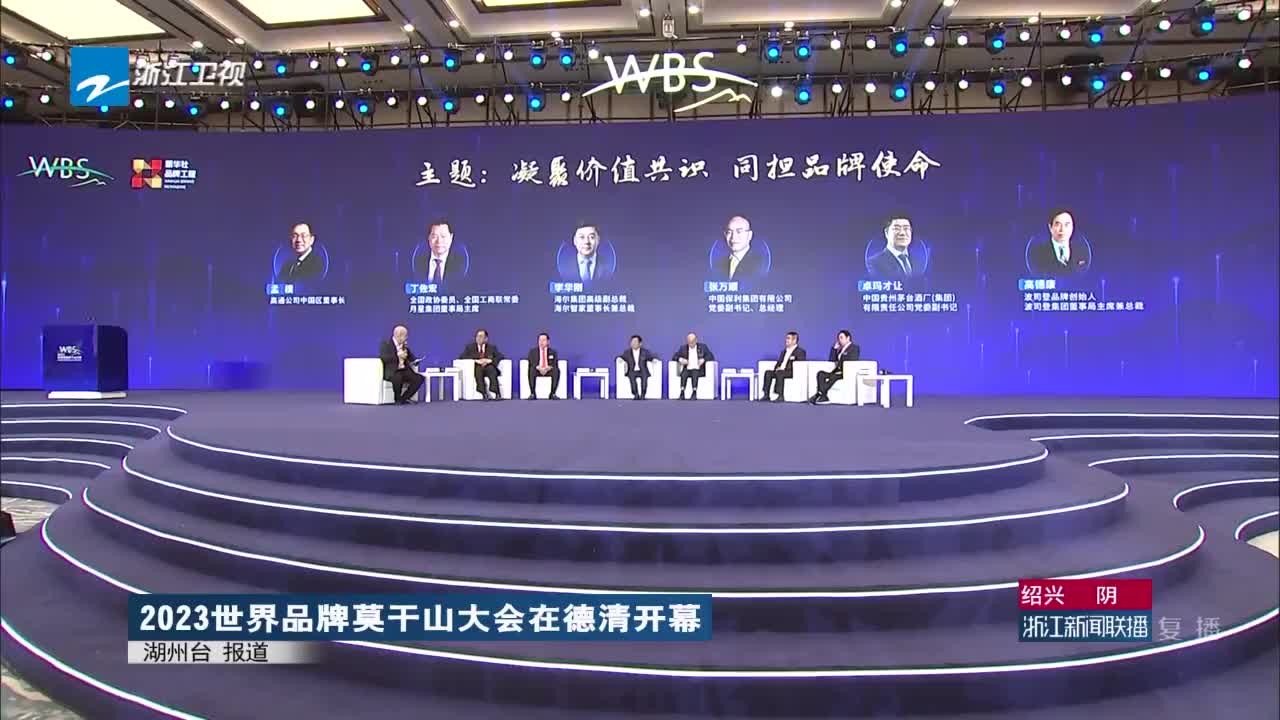 浙江卫视
WBS
WBS
新华社
品牌工程
主题：凝聚价值共识 同担品牌使命
孟樸
高通公司中国区董事长
丁佐宏
全国政协委员、全国工商联常委
月星集团董事局主席
李华刚
海尔集团高级副总裁
海尔智家董事长兼总裁
张万顺
中国保利集团有限公司
党委副书记、总经理
卓玛才让
中国贵州茅台酒厂(集团)
有限责任公司党委副书记
高德康
波司登品牌创始人
波司登集团董事局主席兼总裁
WBS
2023世界品牌莫干山大会在德清开幕
湖州台 报道
绍兴 阴
浙江新闻联播 复播